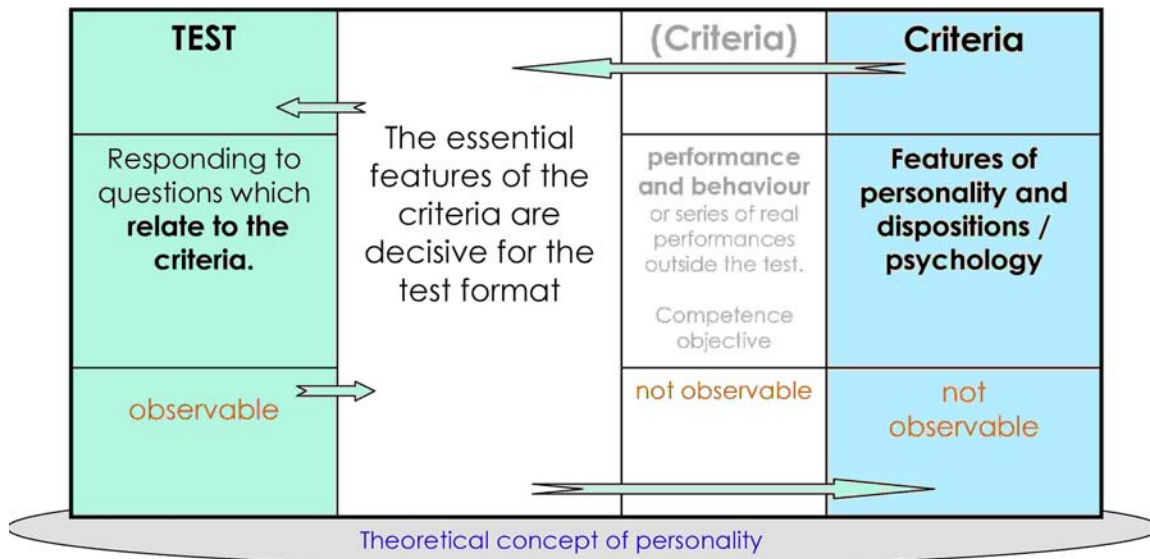 TEST
(Criteria)
Criteria
Responding to
questions which
relate to the
criteria.
The essential
features of the
criteria are
decisive for the
test format
performance
and behaviour
or series of real
performances
outside the test.
Competence
objective
Features of
personality and
dispositions /
psychology
observable
not observable
not
observable
Theoretical concept of personality